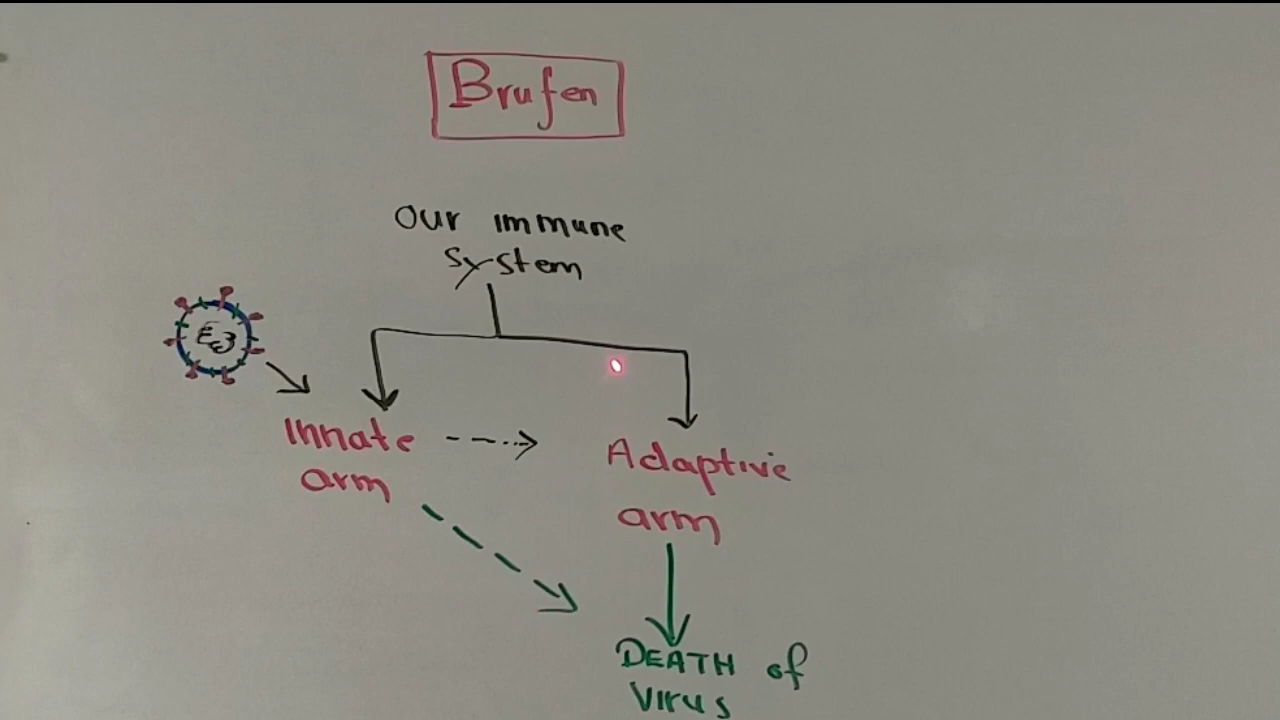 Brufen
Our immune
system
Innate
arm
Adaptive
arm
DEATH of
Virus